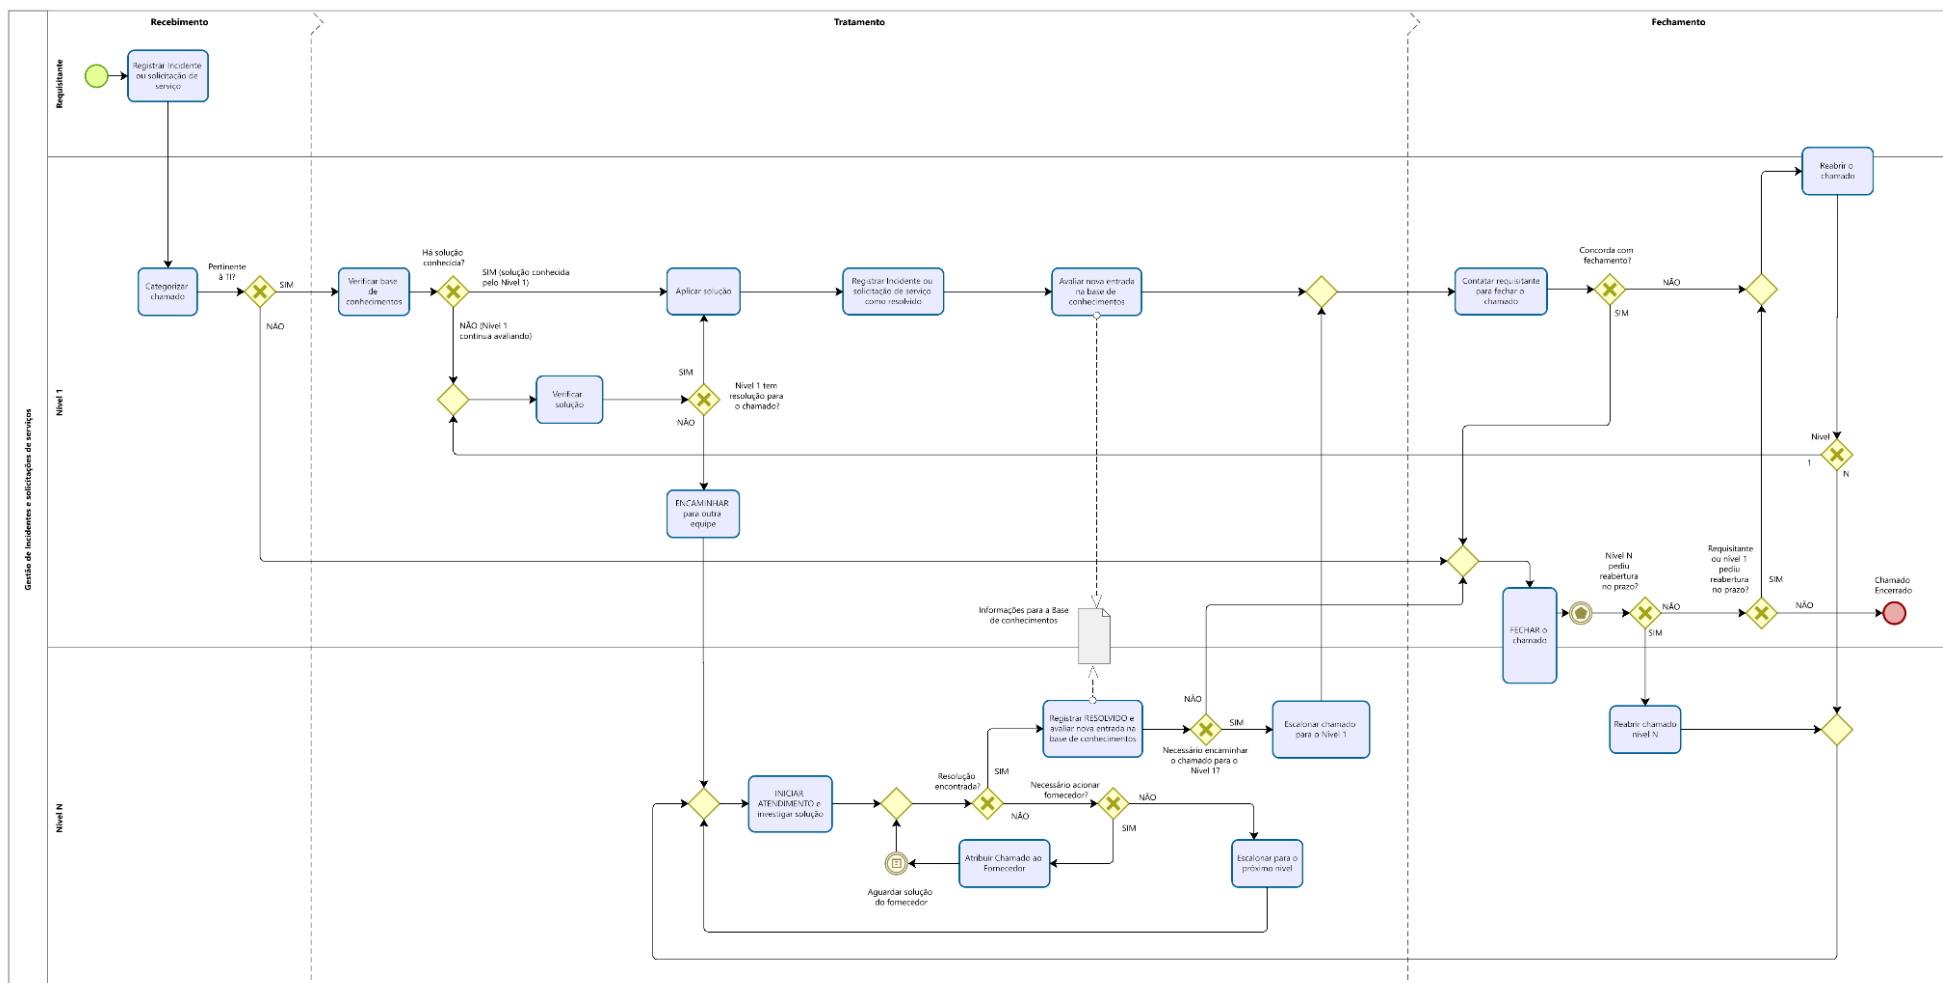 Recebimento
Tratamento
Fechamento
Gestão de Incidentes e solicitações de serviços
Requisitante
Registrar Incidente
ou solicitação de
serviço
Nível 1
Categorizar
chamado
Pertinente
à TI?
SIM
NÃO
Verificar base
de
conhecimentos
Há solução
conhecida?
SIM (solução conhecida
pelo Nível 1)
NÃO (Nível 1
continua avaliando)
Verificar
solução
Aplicar solução
SIM
NÃO
Nível 1 tem
resolução para
o chamado?
ENCAMINHAR
para outra
equipe
Registrar Incidente ou
solicitação de serviço
como resolvido
Avaliar nova entrada
na base de
conhecimentos
Informações para a Base
de conhecimentos
Contatar requisitante
para fechar o
chamado
Concorda com
fechamento?
NÃO
SIM
Reabrir o
chamado
Nivel
1
N
FECHAR o
chamado
Nível N
pediu
reabertura
no prazo?
NÃO
SIM
Requisitante
ou nível 1
pediu
reabertura
no prazo?
SIM
NÃO
Chamado
Encerrado
Nível N
INICIAR
ATENDIMENTO e
investigar solução
Resolução
encontrada?
SIM
NÃO
Registrar RESOLVIDO e
avaliar nova entrada na
base de conhecimentos
NÃO
SIM
Necessário encaminhar
o chamado para o
Nível 1?
Escalonar chamado
para o Nível 1
Necessário acionar
fornecedor?
NÃO
SIM
Atribuir Chamado ao
Fornecedor
Aguardar solução
do fornecedor
Escalonar para o
próximo nível
Reabrir chamado
nível N